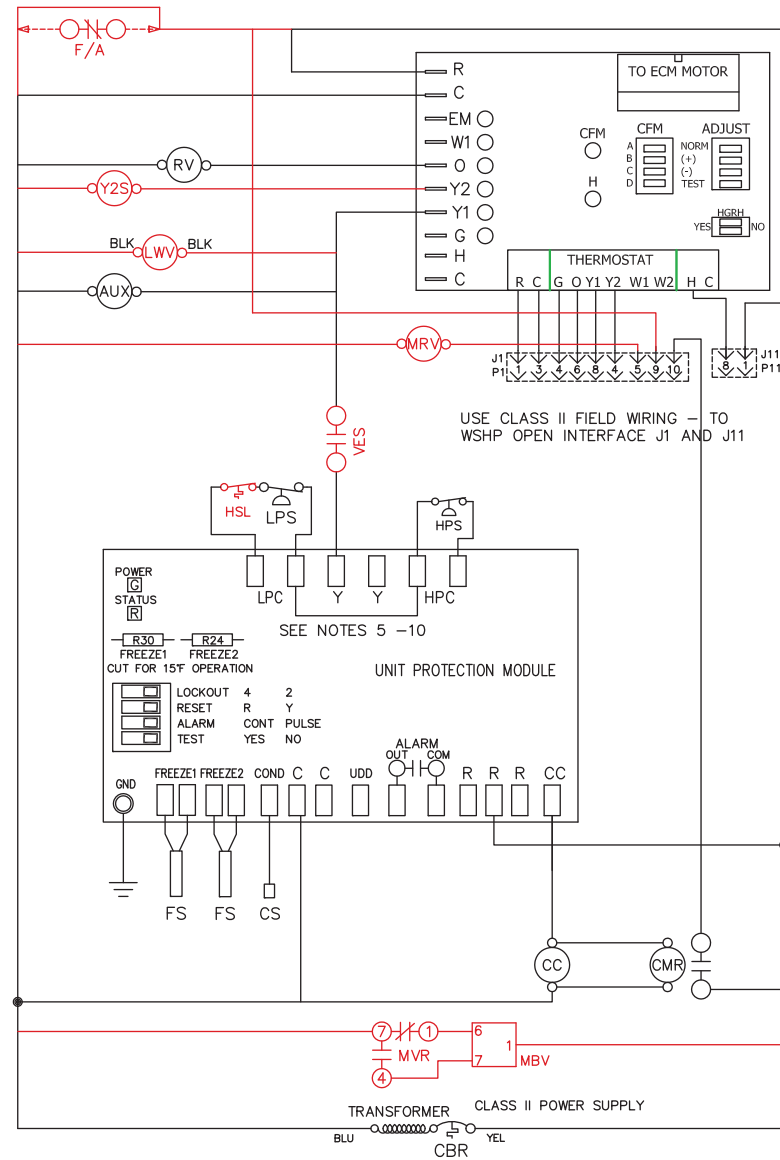 F/A
R
TO ECM MOTOR
C
EM
W1
CFM
CFM
ADJUST
A
B
C
D
NORM
(+)
(-)
TEST
RV
O
Y2S
Y2
H
Y1
HGRH
YES
NO
BLK
LWV
BLK
G
H
THERMOSTAT
AUX
C
R C G O Y1 Y2 W1 W2 H C
MRV
J1
P1
1 3 4 6 8 4 5 9 10
8 1
J11
P11
USE CLASS II FIELD WIRING – TO
WSHP OPEN INTERFACE J1 AND J11
VES
HSL
LPS
HPS
POWER
G
STATUS
R
LPC
Y
Y
HPC
SEE NOTES 5 –10
R30
R24
FREEZE1
FREEZE2
CUT FOR 15°F OPERATION
UNIT PROTECTION MODULE
LOCKOUT 4 2
RESET R Y
ALARM CONT PULSE
TEST YES NO
ALARM
OUT
COM
GND
FREEZE1
FREEZE2
COND
C
C
UDD
R
R
R
CC
FS
FS
CS
CC
CMR
7
1
6
MVR
1
7
MBV
4
TRANSFORMER
CLASS II POWER SUPPLY
BLU
YEL
CBR